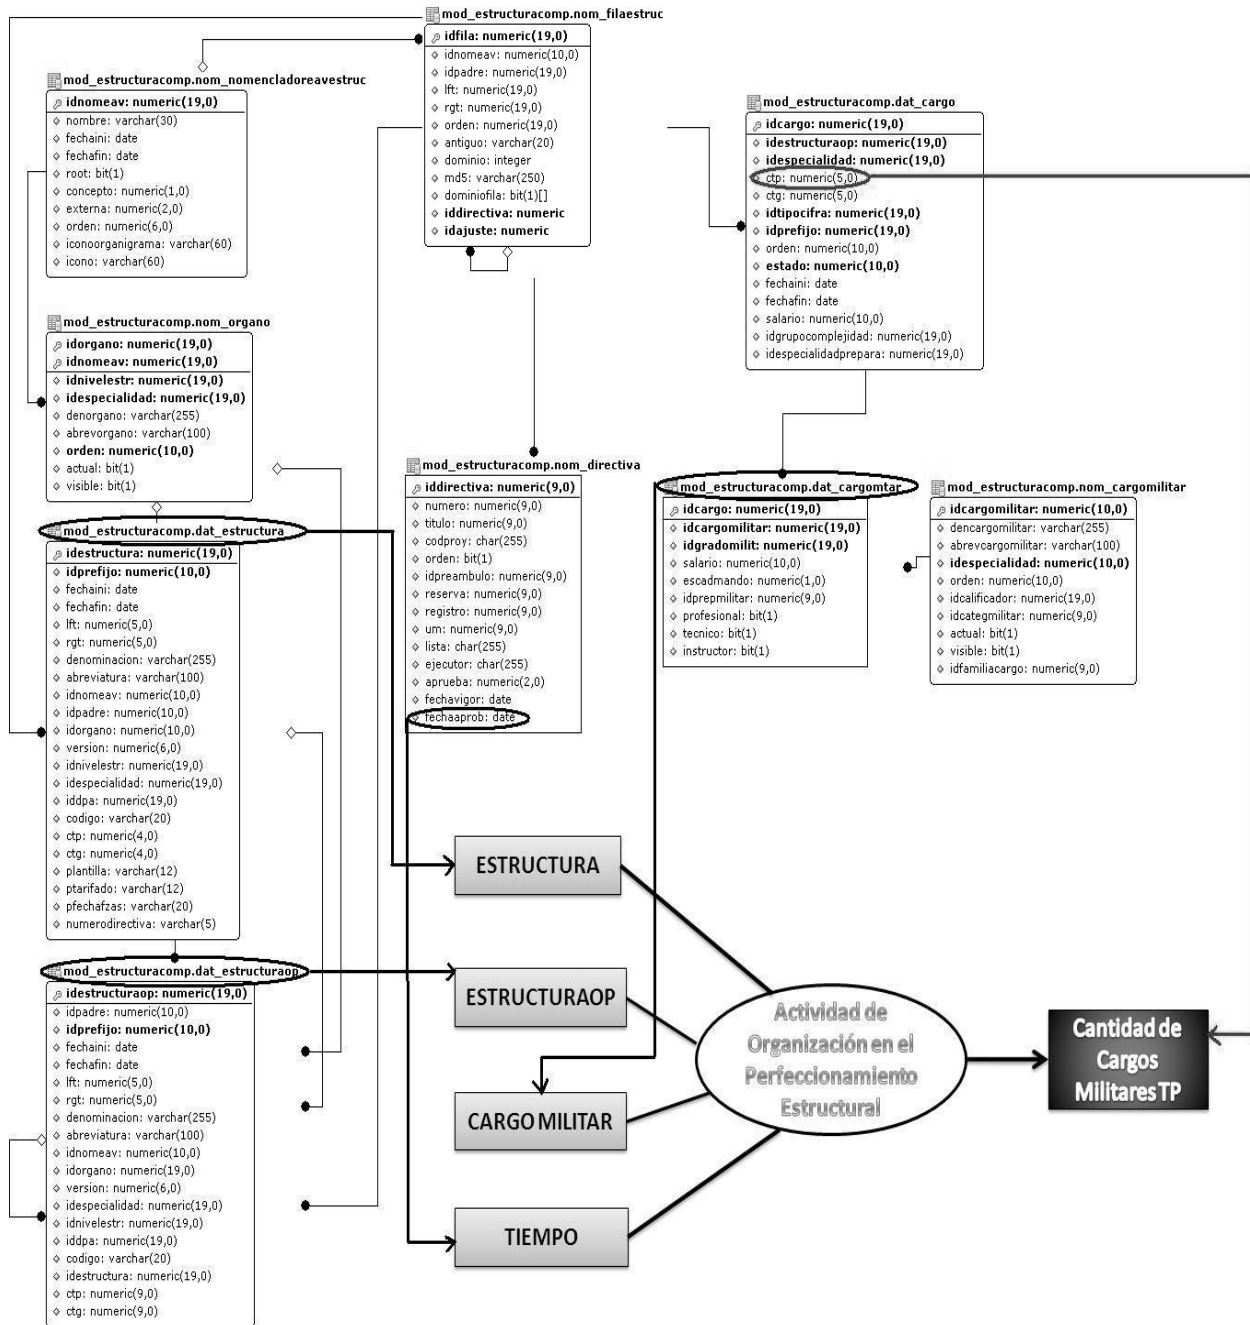 mod_estructuracomp.nom_filaestruc
idfila: numeric(19,0)
idnomeav: numeric(10,0)
idpadre: numeric(19,0)
lft: numeric(19,0)
rgt: numeric(19,0)
orden: numeric(19,0)
antiguo: varchar(20)
dominio: integer
md5: varchar(250)
dominiofila: bit(1)[]
iddirectiva: numeric
idajuste: numeric
mod_estructuracomp.nom_nomencladoreavestruc
idnomeav: numeric(19,0)
nombre: varchar(30)
fechaini: date
fechafin: date
root: bit(1)
concepto: numeric(1,0)
externa: numeric(2,0)
orden: numeric(6,0)
iconoorganigrama: varchar(60)
icono: varchar(60)
mod_estructuracomp.dat_cargo
idcargo: numeric(19,0)
idestructuraop: numeric(19,0)
idespecialidad: numeric(19,0)
ctp: numeric(5,0)
ctg: numeric(5,0)
idtipocifra: numeric(19,0)
idprefijo: numeric(19,0)
orden: numeric(10,0)
estado: numeric(10,0)
fechaini: date
fechafin: date
salario: numeric(10,0)
idgrupocomplejidad: numeric(19,0)
idespecialidadprepara: numeric(19,0)
mod_estructuracomp.nom_organo
idorgano: numeric(19,0)
idnomeav: numeric(19,0)
idnivelestr: numeric(19,0)
idespecialidad: numeric(19,0)
denorgano: varchar(255)
abrevorgano: varchar(100)
orden: numeric(10,0)
actual: bit(1)
visible: bit(1)
mod_estructuracomp.nom_directiva
iddirectiva: numeric(9,0)
numero: numeric(9,0)
titulo: numeric(9,0)
codproy: char(255)
orden: bit(1)
idpreambulo: numeric(9,0)
reserva: numeric(9,0)
registro: numeric(9,0)
um: numeric(9,0)
lista: char(255)
ejecutor: char(255)
aprueba: numeric(2,0)
fechavigor: date
fechaaprob: date
mod_estructuracomp.dat_cargomtar
idcargo: numeric(19,0)
idcargomilitar: numeric(19,0)
idgradomilit: numeric(19,0)
salario: numeric(10,0)
escadmando: numeric(1,0)
idprepmilitar: numeric(9,0)
profesional: bit(1)
tecnico: bit(1)
instructor: bit(1)
mod_estructuracomp.nom_cargomilitar
idcargomilitar: numeric(10,0)
dencargomilitar: varchar(255)
abrevcargomilitar: varchar(100)
idespecialidad: numeric(10,0)
orden: numeric(10,0)
idcalificador: numeric(19,0)
idcategmilitar: numeric(9,0)
actual: bit(1)
visible: bit(1)
idfamiliacargo: numeric(9,0)
mod_estructuracomp.dat_estructura
idestructura: numeric(19,0)
idprefijo: numeric(10,0)
fechaini: date
fechafin: date
lft: numeric(5,0)
rgt: numeric(5,0)
denominacion: varchar(255)
abreviatura: varchar(100)
idnomeav: numeric(10,0)
idpadre: numeric(10,0)
idorgano: numeric(10,0)
version: numeric(6,0)
idnivelestr: numeric(19,0)
idespecialidad: numeric(19,0)
iddpa: numeric(19,0)
codigo: varchar(20)
ctp: numeric(4,0)
ctg: numeric(4,0)
plantilla: varchar(12)
ptarifado: varchar(12)
pfechafzas: varchar(20)
numerodirectiva: varchar(5)
mod_estructuracomp.dat_estructuraop
idestructuraop: numeric(19,0)
idpadre: numeric(10,0)
idprefijo: numeric(10,0)
fechaini: date
fechafin: date
lft: numeric(5,0)
rgt: numeric(5,0)
denominacion: varchar(255)
abreviatura: varchar(100)
idnomeav: numeric(10,0)
idorgano: numeric(19,0)
version: numeric(6,0)
idespecialidad: numeric(19,0)
idnivelestr: numeric(19,0)
iddpa: numeric(19,0)
codigo: varchar(20)
idestructura: numeric(19,0)
ctp: numeric(9,0)
ctg: numeric(9,0)
ESTRUCTURA
ESTRUCTURAOP
CARGO MILITAR
TIEMPO
Actividad de
Organización en el
Perfeccionamiento
Estructural
Cantidad de
Cargos
Militares TP